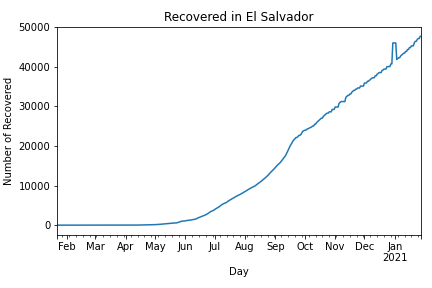 Recovered in El Salvador
50000
40000
30000
20000
10000
0
Number of Recovered
Feb Mar Apr May Jun Jul Aug Sep Oct Nov Dec Jan
2021
Day